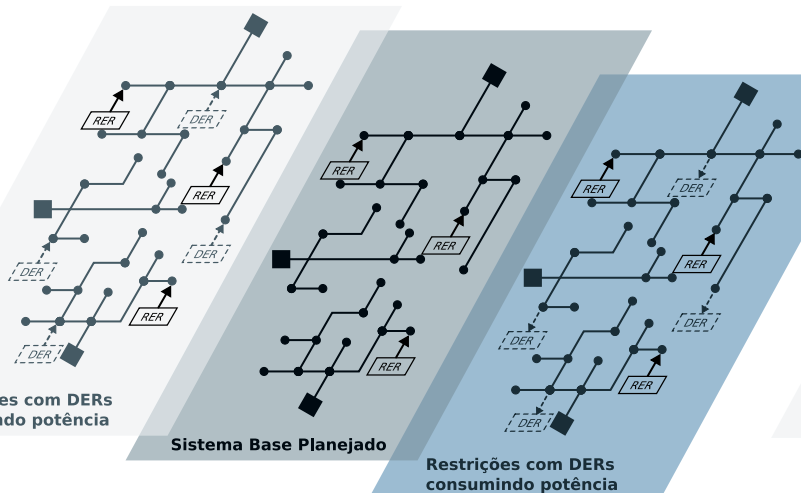 RER
DER
RER
DER
DER
RER
DER
es com DERs
ndo potência
RER
RER
RER
Sistema Base Planejado
RER
DER
RER
DER
DER
RER
DER
Restrições com DERs
consumindo potência